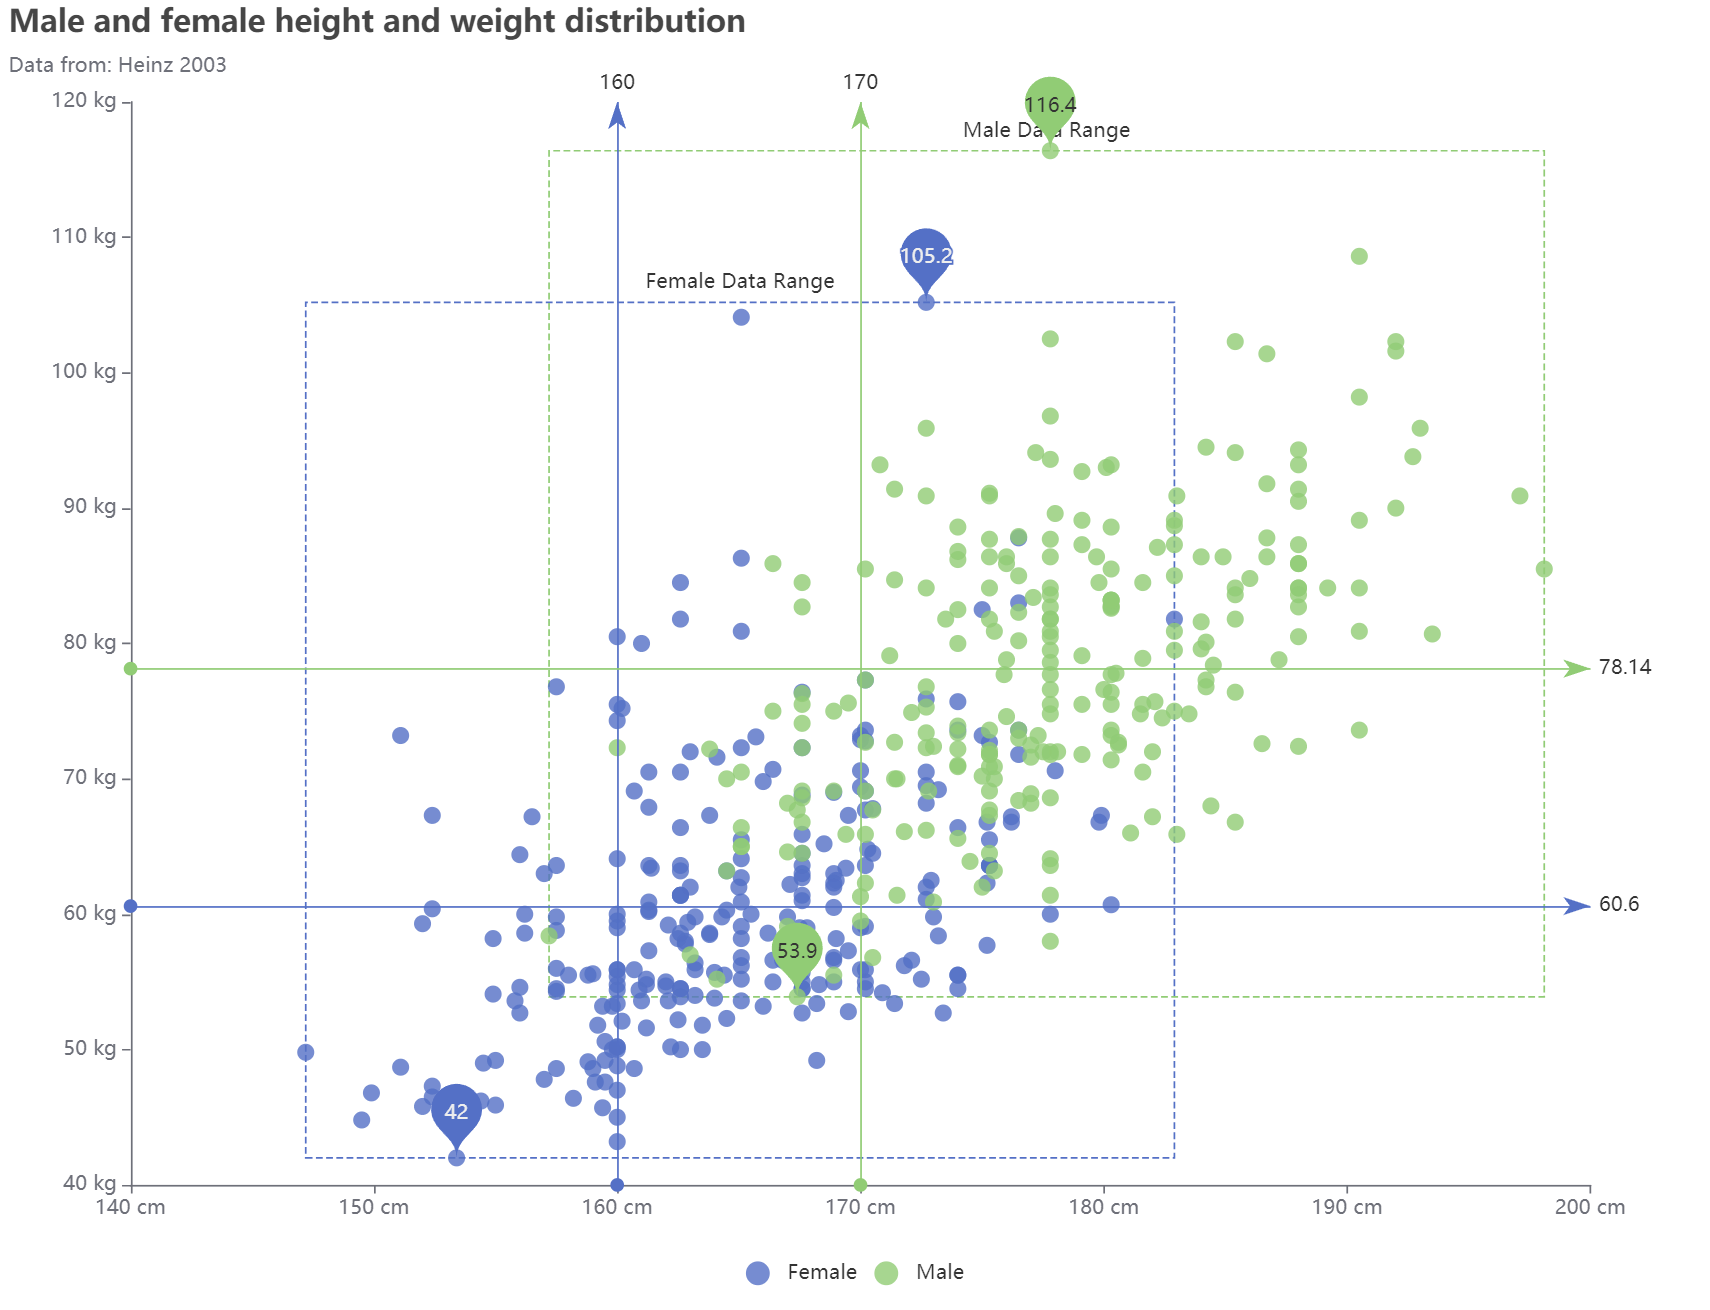 Male and female height and weight distribution
Data from: Heinz 2003
160
170
120 kg
116.4
Male Data Range
110 kg
105.2
Female Data Range
100 kg
90 kg
80 kg
78.14
70 kg
60 kg
60.6
53.9
50 kg
42
40 kg
140 cm 150 cm 160 cm 170 cm 180 cm 190 cm 200 cm
Female Male